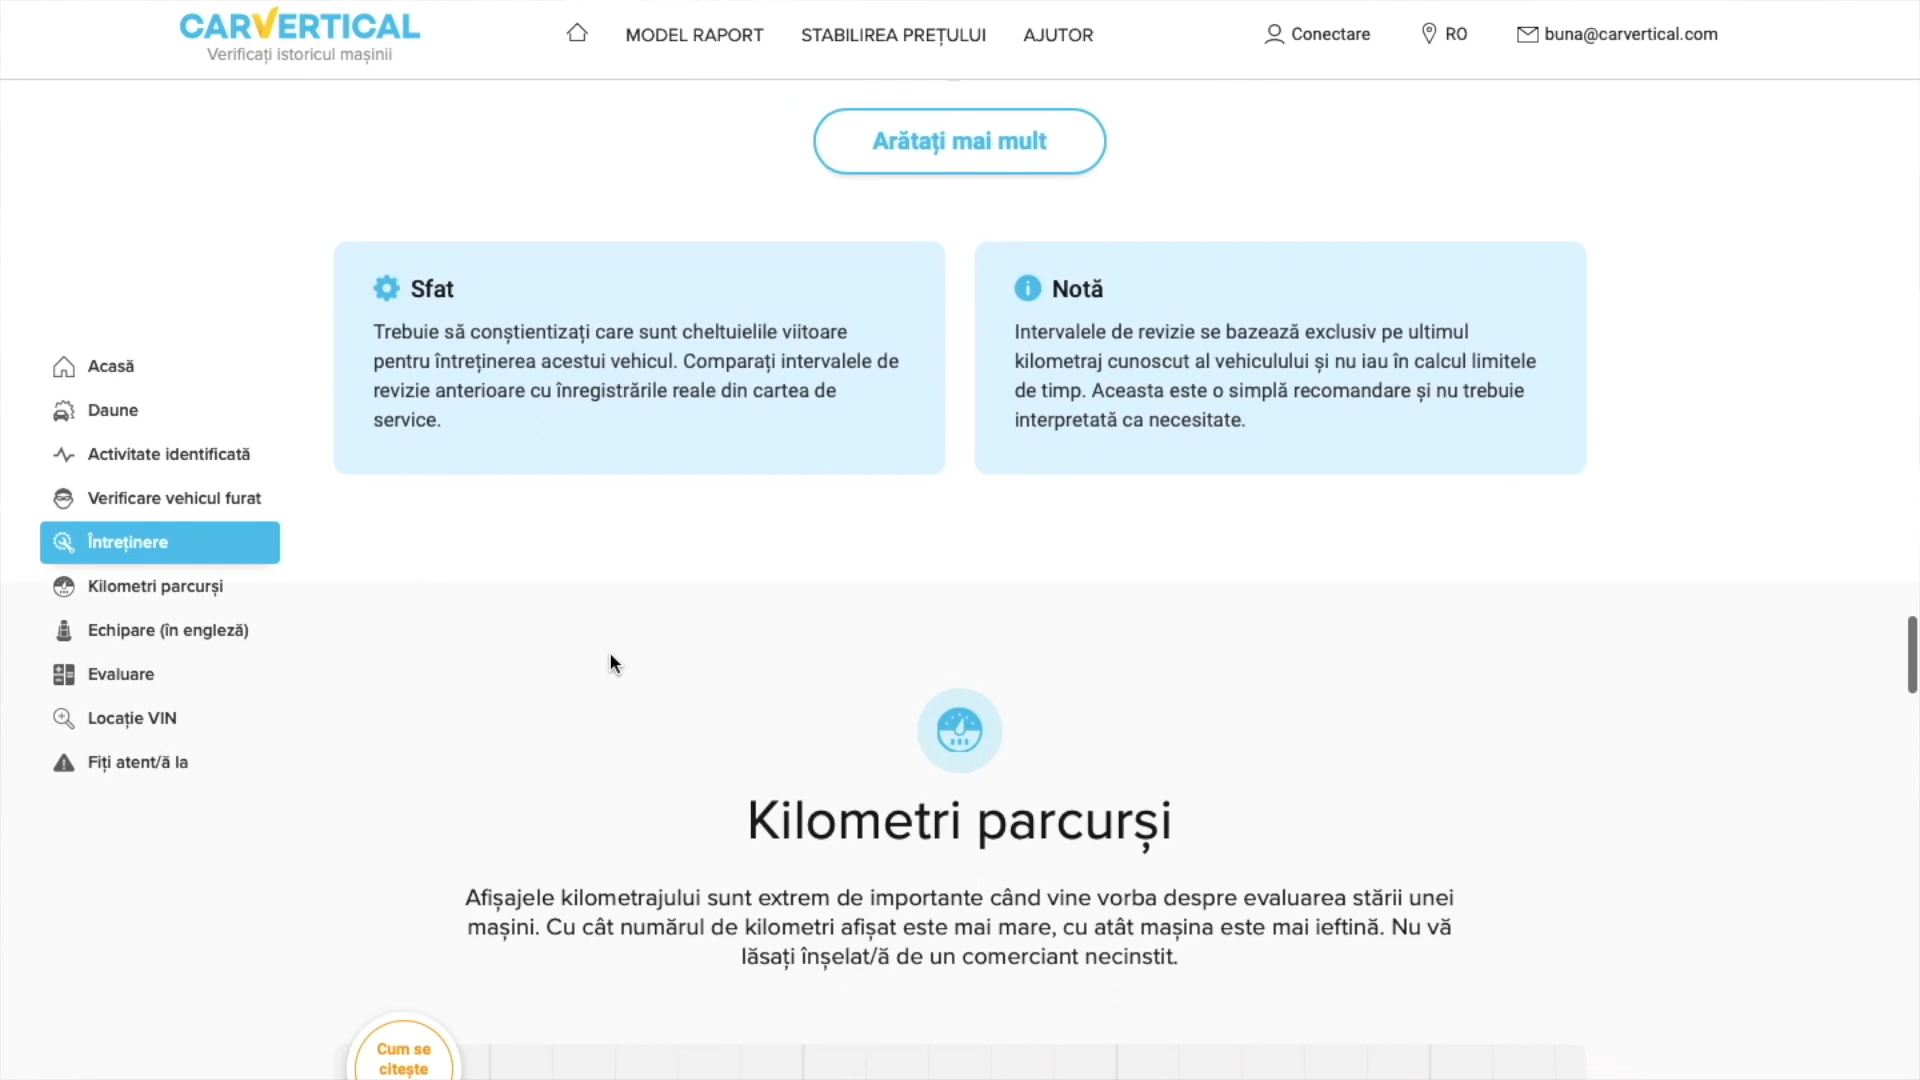 CARVERTICAL
Verificați istoricul mașinii
MODEL RAPORT
STABILIREA PREȚULUI
AJUTOR
Conectare
RO
buna@carvertical.com
Arătați mai mult
Sfat
Trebuie să conștientizați care sunt cheltuielile viitoare
pentru întreținerea acestui vehicul. Comparați intervalele de
revizie anterioare cu înregistrările reale din cartea de
service.
Notă
Intervalele de revizie se bazează exclusiv pe ultimul
kilometraj cunoscut al vehiculului și nu iau în calcul limitele
de timp. Aceasta este o simplă recomandare și nu trebuie
interpretată ca necesitate.
Acasă
Daune
Activitate identificată
Verificare vehicul furat
Întreținere
Kilometri parcurși
Echipare (în engleză)
Evaluare
Locație VIN
Fiți atent/ă la
Kilometri parcurși
Afișajele kilometrajului sunt extrem de importante când vine vorba despre evaluarea stării unei
mașini. Cu cât numărul de kilometri afișat este mai mare, cu atât mașina este mai ieftină. Nu vă
lăsați înșelat/ă de un comerciant necinstit.
Cum se
citește